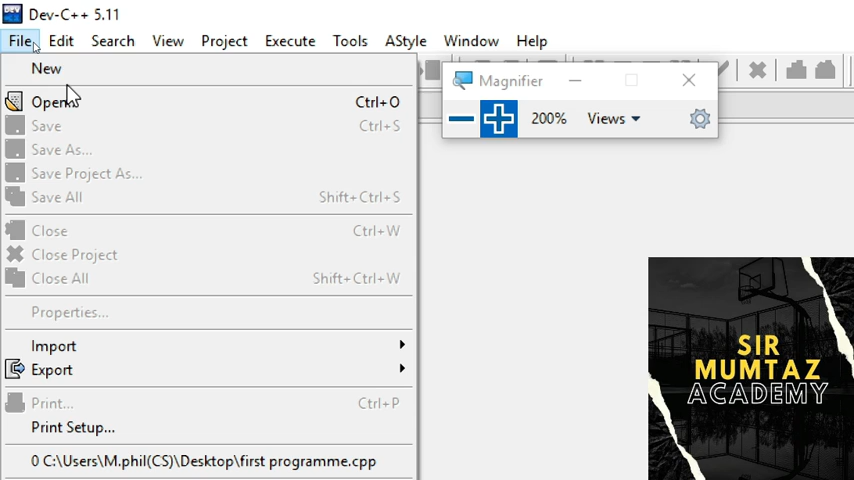 Dev-C++ 5.11
File Edit Search View Project Execute Tools AStyle Window Help
New
Open... Ctrl+O
Save Ctrl+S
Save As...
Save Project As...
Save All Shift+Ctrl+S
Close Ctrl+W
Close Project
Close All Shift+Ctrl+W
Properties...
Import
Export
Print... Ctrl+P
Print Setup...
0 C:\Users\M.phil(CS)\Desktop\first programme.cpp
Magnifier
200% Views
SIR
MUMTAZ
ACADEMY